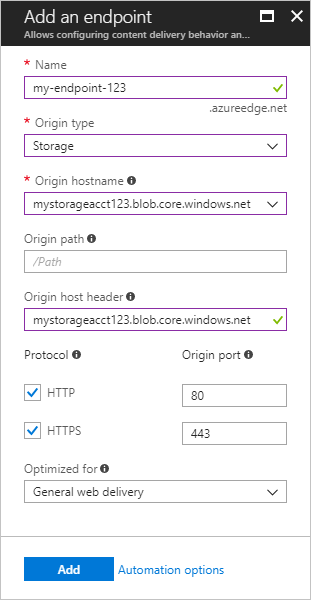 Add an endpoint
Allows configuring content delivery behavior an...
* Name
my-endpoint-123
.azureedge.net
* Origin type
Storage
* Origin hostname
mystorageacct123.blob.core.windows.net
Origin path
/Path
Origin host header
mystorageacct123.blob.core.windows.net
Protocol Origin port
HTTP 80
HTTPS 443
Optimized for
General web delivery
Add Automation options